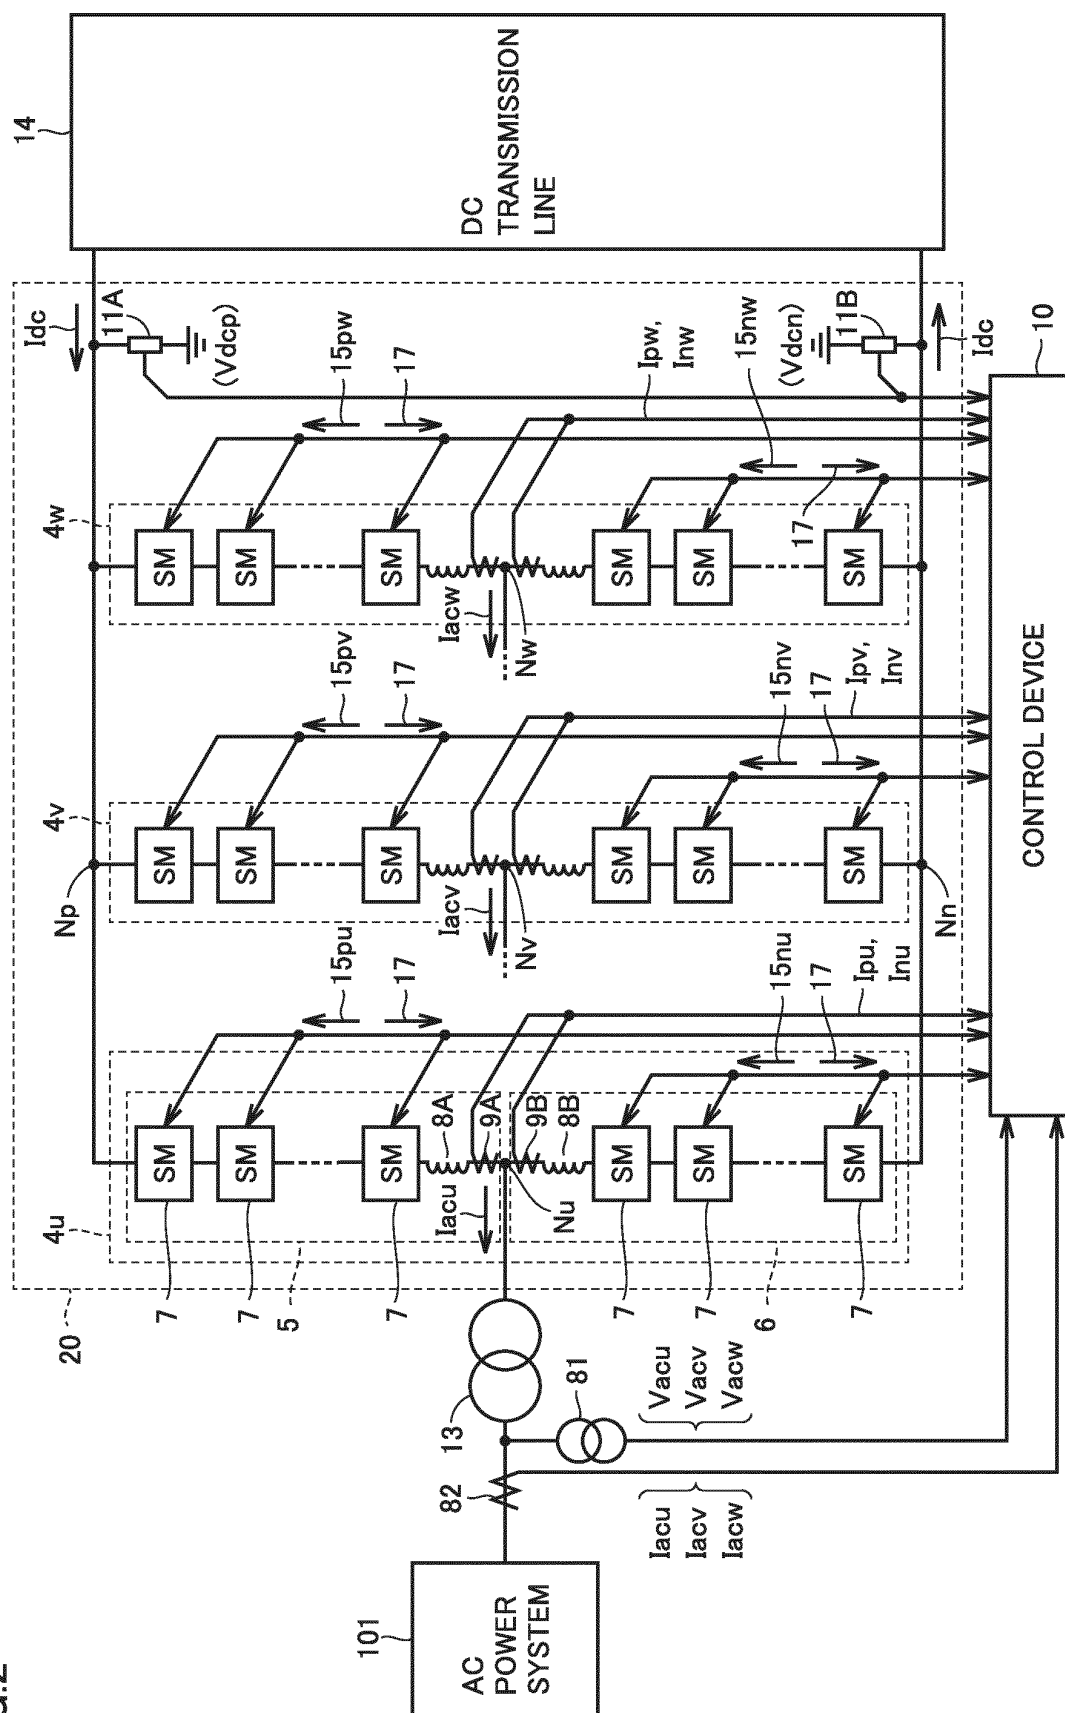 14
DC
TRANSMISSION
LINE
20
Idc
11A
(Vdcp)
Np
4u
4v
4w
SM
SM
SM
SM
SM
SM
SM
SM
SM
7
7
7
5
15pu
17
15pv
17
15pw
17
8A
9A
9B
8B
Iacu
Iacv
Iacw
Nu
Nv
Nw
101
AC
POWER
SYSTEM
82
13
81
SM
SM
SM
SM
SM
SM
SM
SM
SM
7
7
7
6
Iacu
Iacv
Iacw
Vacu
Vacv
Vacw
15nu
17
15nv
17
15nw
17
Ipu,
Inu
Ipv,
Inv
Ipw,
Inw
(Vdcn)
11B
Nn
Idc
10
CONTROL DEVICE